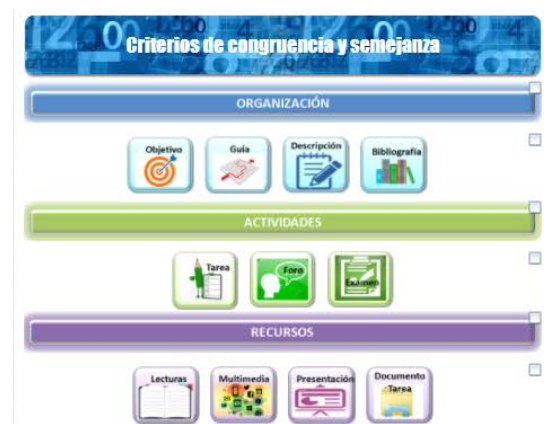 Criterios de congruencia y semejanza
ORGANIZACIÓN
Objetivo
Guía
Descripción
Bibliografía
ACTIVIDADES
Tarea
Foro
Examen
RECURSOS
Lecturas
Multimedia
Presentación
Documento
Tarea